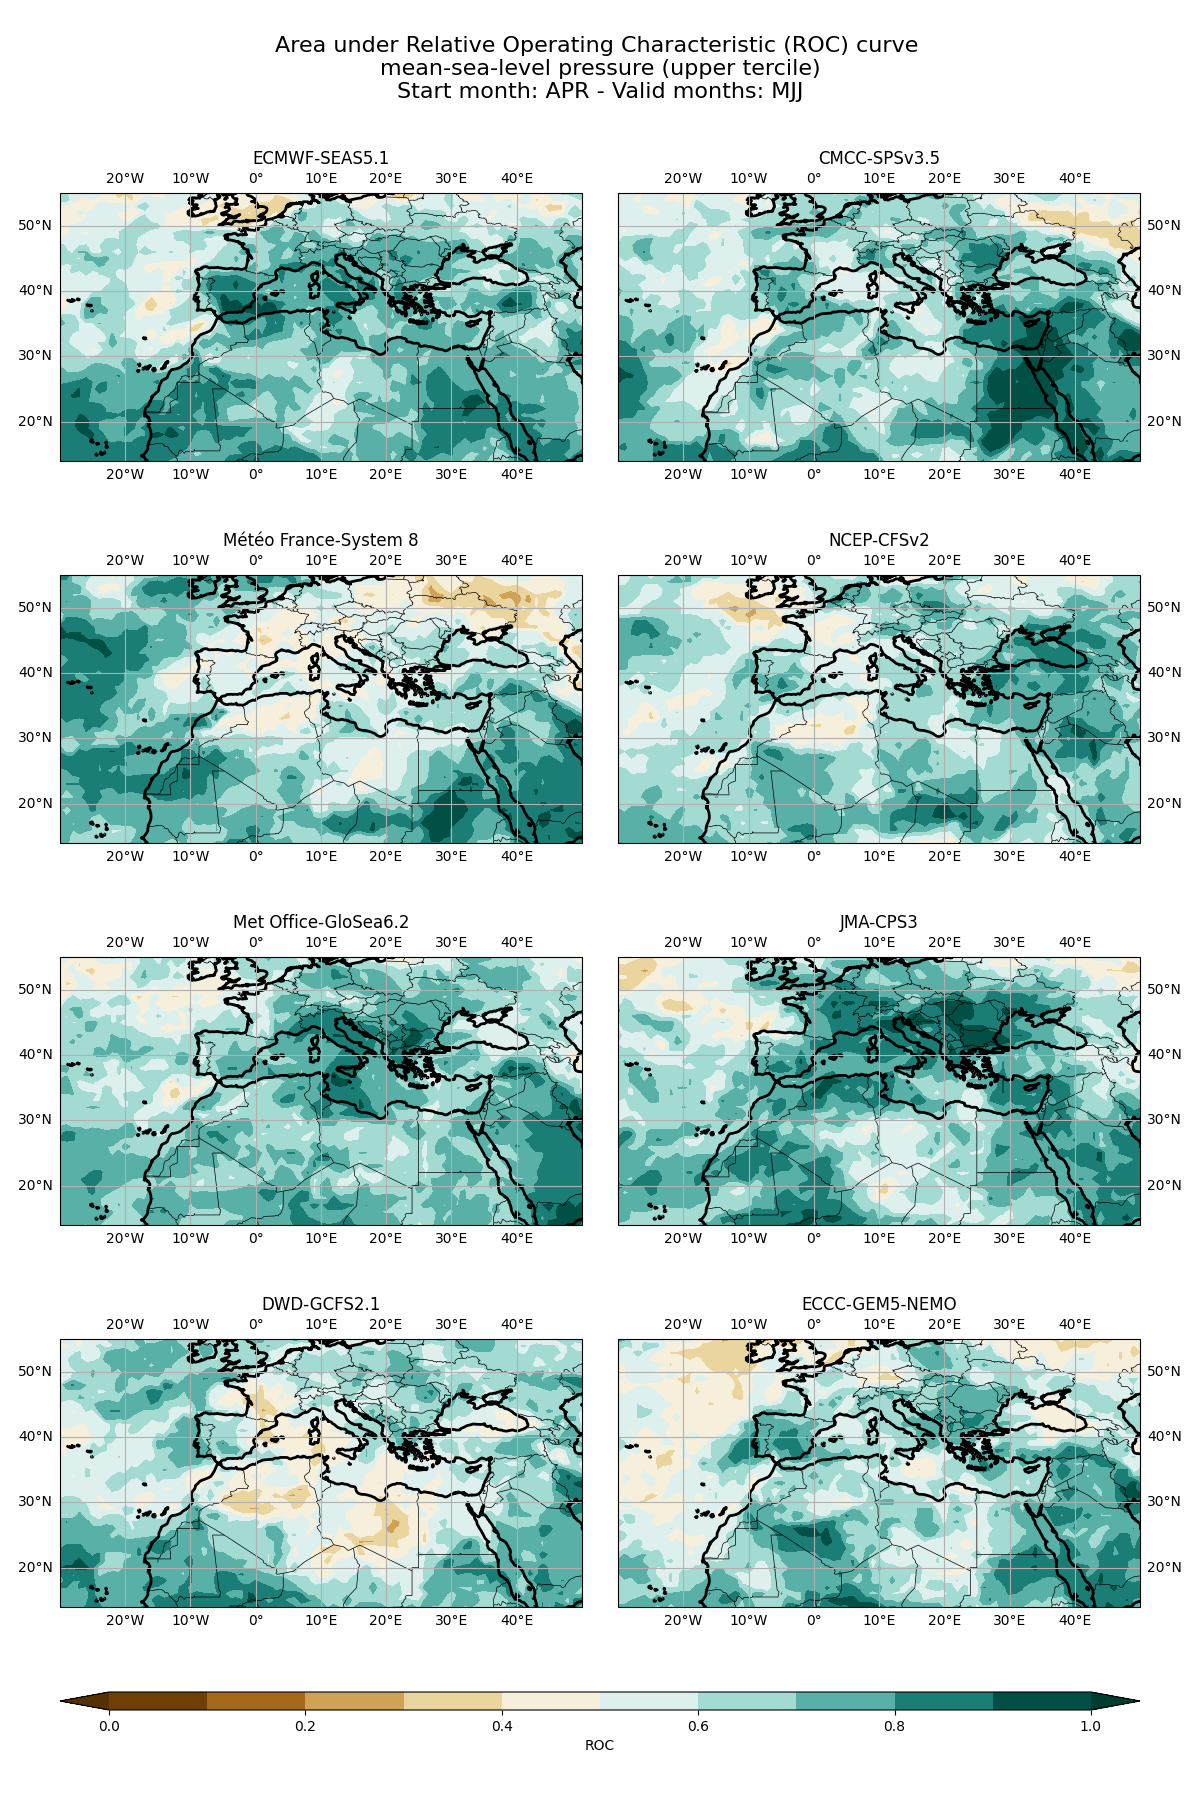 Area under Relative Operating Characteristic (ROC) curve
mean-sea-level pressure (upper tercile)
Start month: APR - Valid months: MJJ
ECMWF-SEAS5.1
20°W 10°W 0° 10°E 20°E 30°E 40°E
50°N
40°N
30°N
20°N
20°W 10°W 0° 10°E 20°E 30°E 40°E
CMCC-SPSv3.5
20°W 10°W 0° 10°E 20°E 30°E 40°E
50°N
40°N
30°N
20°N
20°W 10°W 0° 10°E 20°E 30°E 40°E
Météo France-System 8
20°W 10°W 0° 10°E 20°E 30°E 40°E
50°N
40°N
30°N
20°N
20°W 10°W 0° 10°E 20°E 30°E 40°E
NCEP-CFSv2
20°W 10°W 0° 10°E 20°E 30°E 40°E
50°N
40°N
30°N
20°N
20°W 10°W 0° 10°E 20°E 30°E 40°E
Met Office-GloSea6.2
20°W 10°W 0° 10°E 20°E 30°E 40°E
50°N
40°N
30°N
20°N
20°W 10°W 0° 10°E 20°E 30°E 40°E
JMA-CPS3
20°W 10°W 0° 10°E 20°E 30°E 40°E
50°N
40°N
30°N
20°N
20°W 10°W 0° 10°E 20°E 30°E 40°E
DWD-GCFS2.1
20°W 10°W 0° 10°E 20°E 30°E 40°E
50°N
40°N
30°N
20°N
20°W 10°W 0° 10°E 20°E 30°E 40°E
ECCC-GEM5-NEMO
20°W 10°W 0° 10°E 20°E 30°E 40°E
50°N
40°N
30°N
20°N
20°W 10°W 0° 10°E 20°E 30°E 40°E
0.0 0.2 0.4 0.6 0.8 1.0
ROC